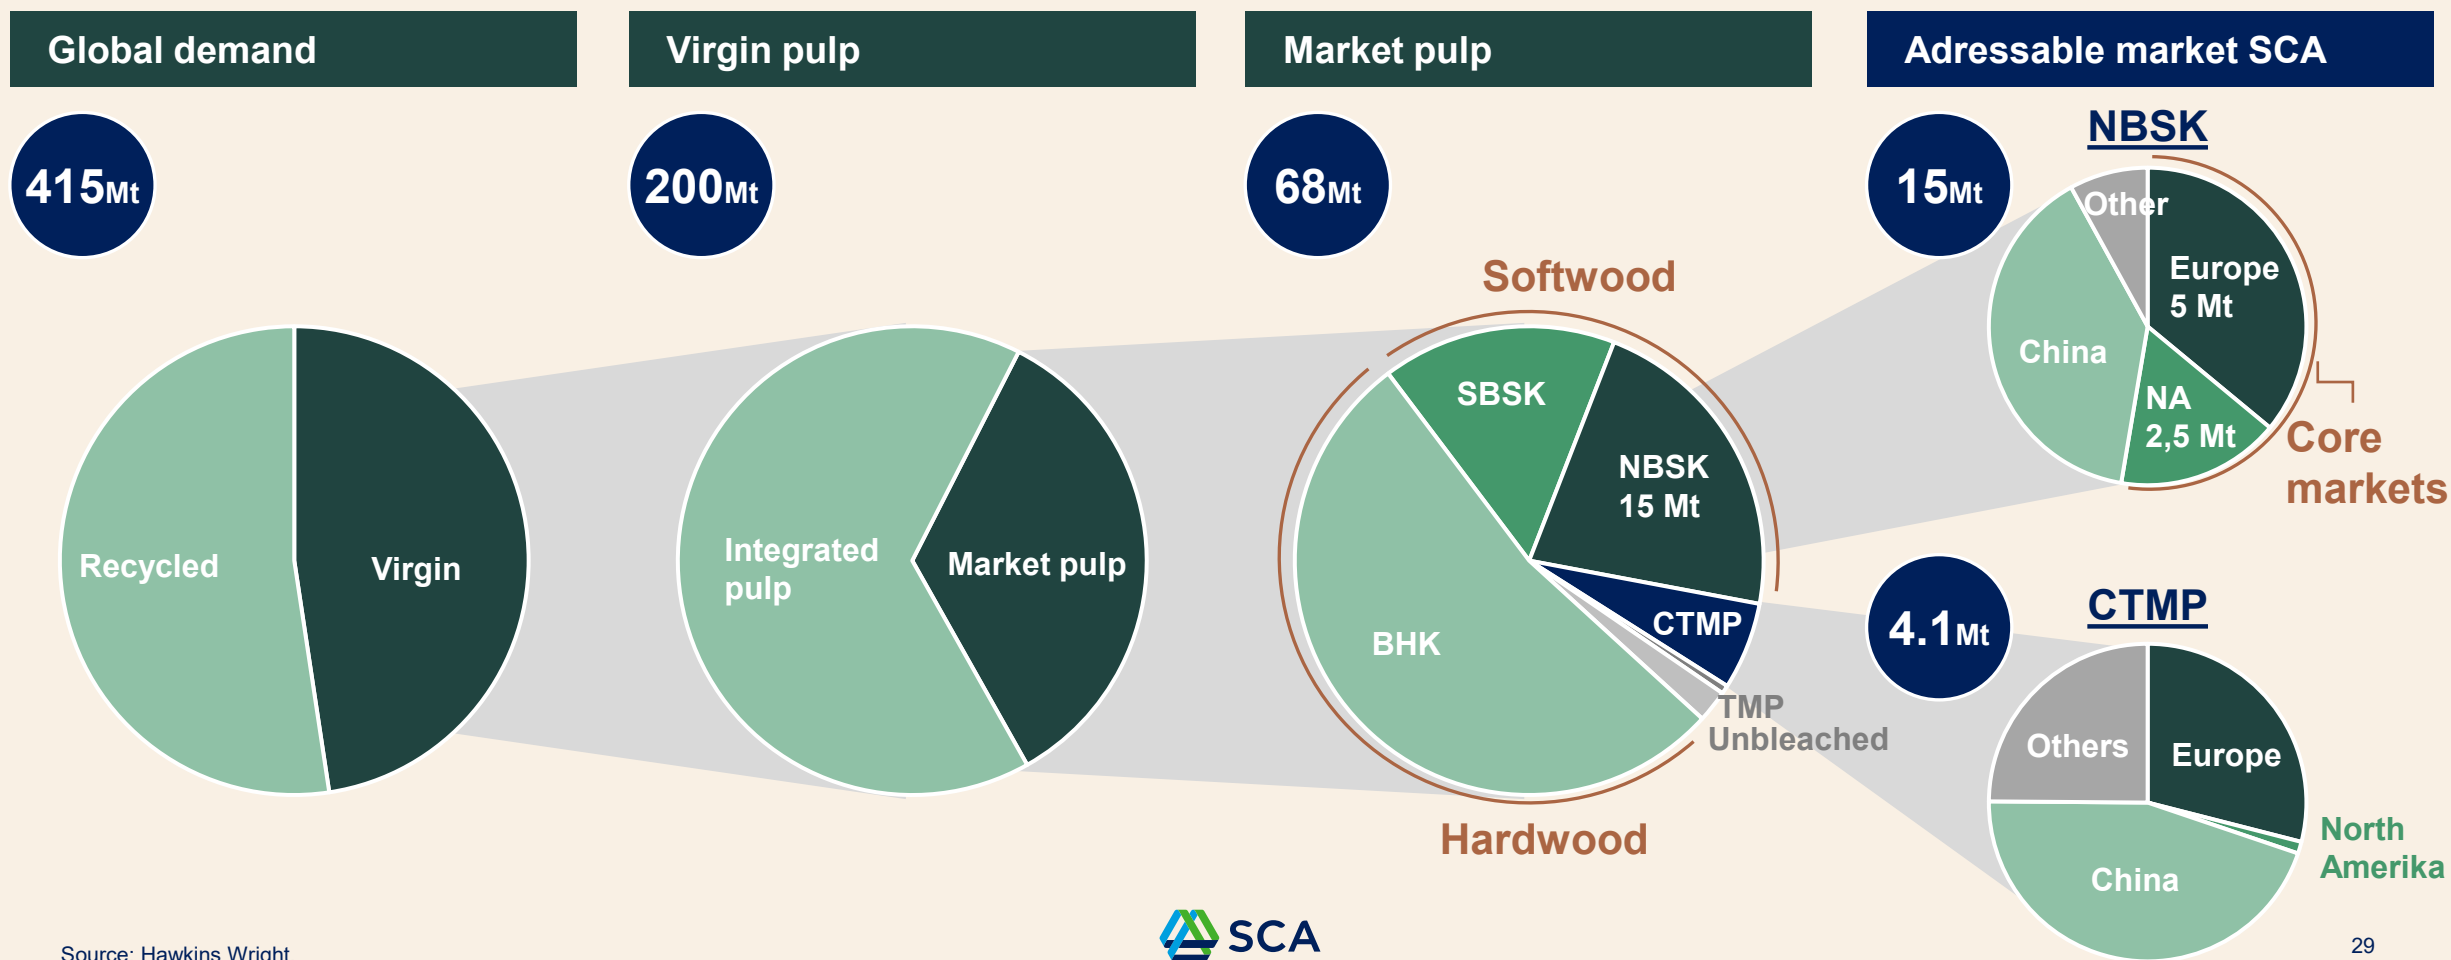 Global demand
415Mt
Recycled
Virgin
Virgin pulp
200Mt
Integrated
pulp
Market pulp
Market pulp
68Mt
Softwood
SBSK
NBSK
15 Mt
CTMP
BHK
TMP
Unbleached
Hardwood
Adressable market SCA
15Mt
NBSK
Other
Europe
5 Mt
China
NA
2,5 Mt
Core
markets
4.1Mt
CTMP
Others
Europe
North
Amerika
China
Source: Hawkins Wright
SCA
29